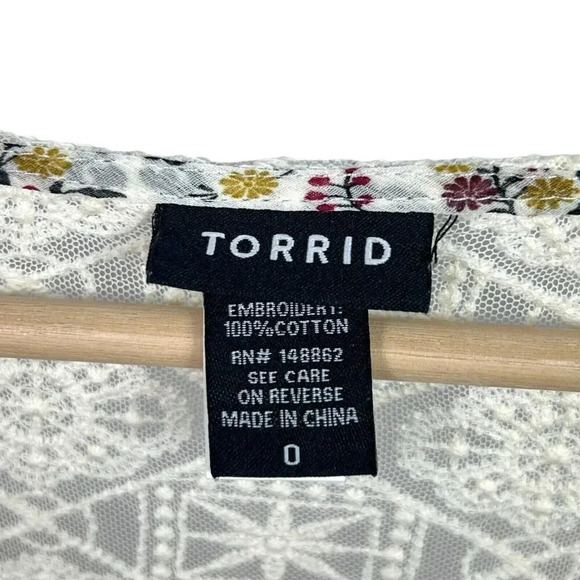 TORRID
EMBROIDERY:
100%COTTON
RN# 148862
SEE CARE
ON REVERSE
MADE IN CHINA
0